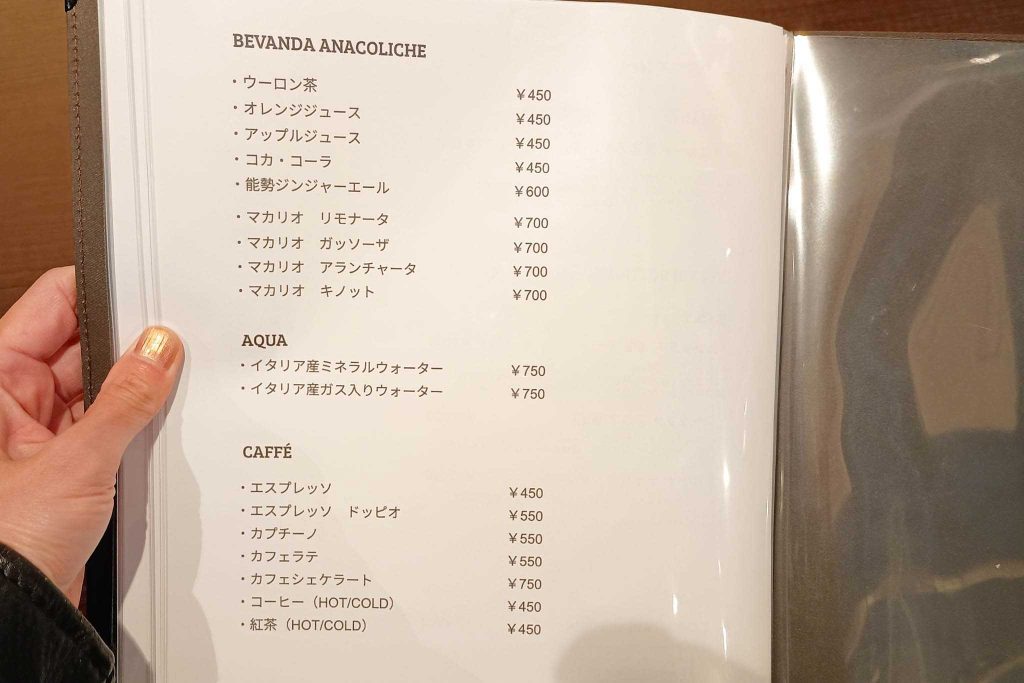 BEVANDA ANACOLICHE
・ウーロン茶 ￥450
・オレンジジュース ￥450
・アップルジュース ￥450
・コカ・コーラ ￥450
・能勢ジンジャーエール ￥600
・マカリオ　リモナータ ￥700
・マカリオ　ガッソーザ ￥700
・マカリオ　アランチャータ ￥700
・マカリオ　キノット ￥700
AQUA
・イタリア産ミネラルウォーター ￥750
・イタリア産ガス入りウォーター ￥750
CAFFÉ
・エスプレッソ ￥450
・エスプレッソ　ドッピオ ￥550
・カプチーノ ￥550
・カフェラテ ￥550
・カフェシェケラート ￥750
・コーヒー（HOT/COLD） ￥450
・紅茶（HOT/COLD） ￥450